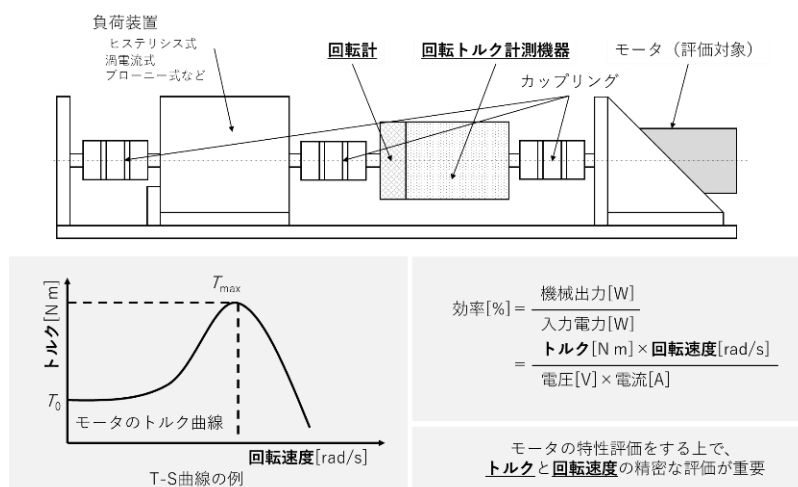 負荷装置
ヒステリシス式
渦電流式
ブローニー式など
回転計
回転トルク計測機器
モータ（評価対象）
カップリング
トルク[N m]
Tmax
T0
モータのトルク曲線
回転速度[rad/s]
T-S曲線の例
効率[%] = 機械出力[W]
入力電力[W]
= トルク[N m]×回転速度[rad/s]
電圧[V]×電流[A]
モータの特性評価をする上で、
トルクと回転速度の精密な評価が重要